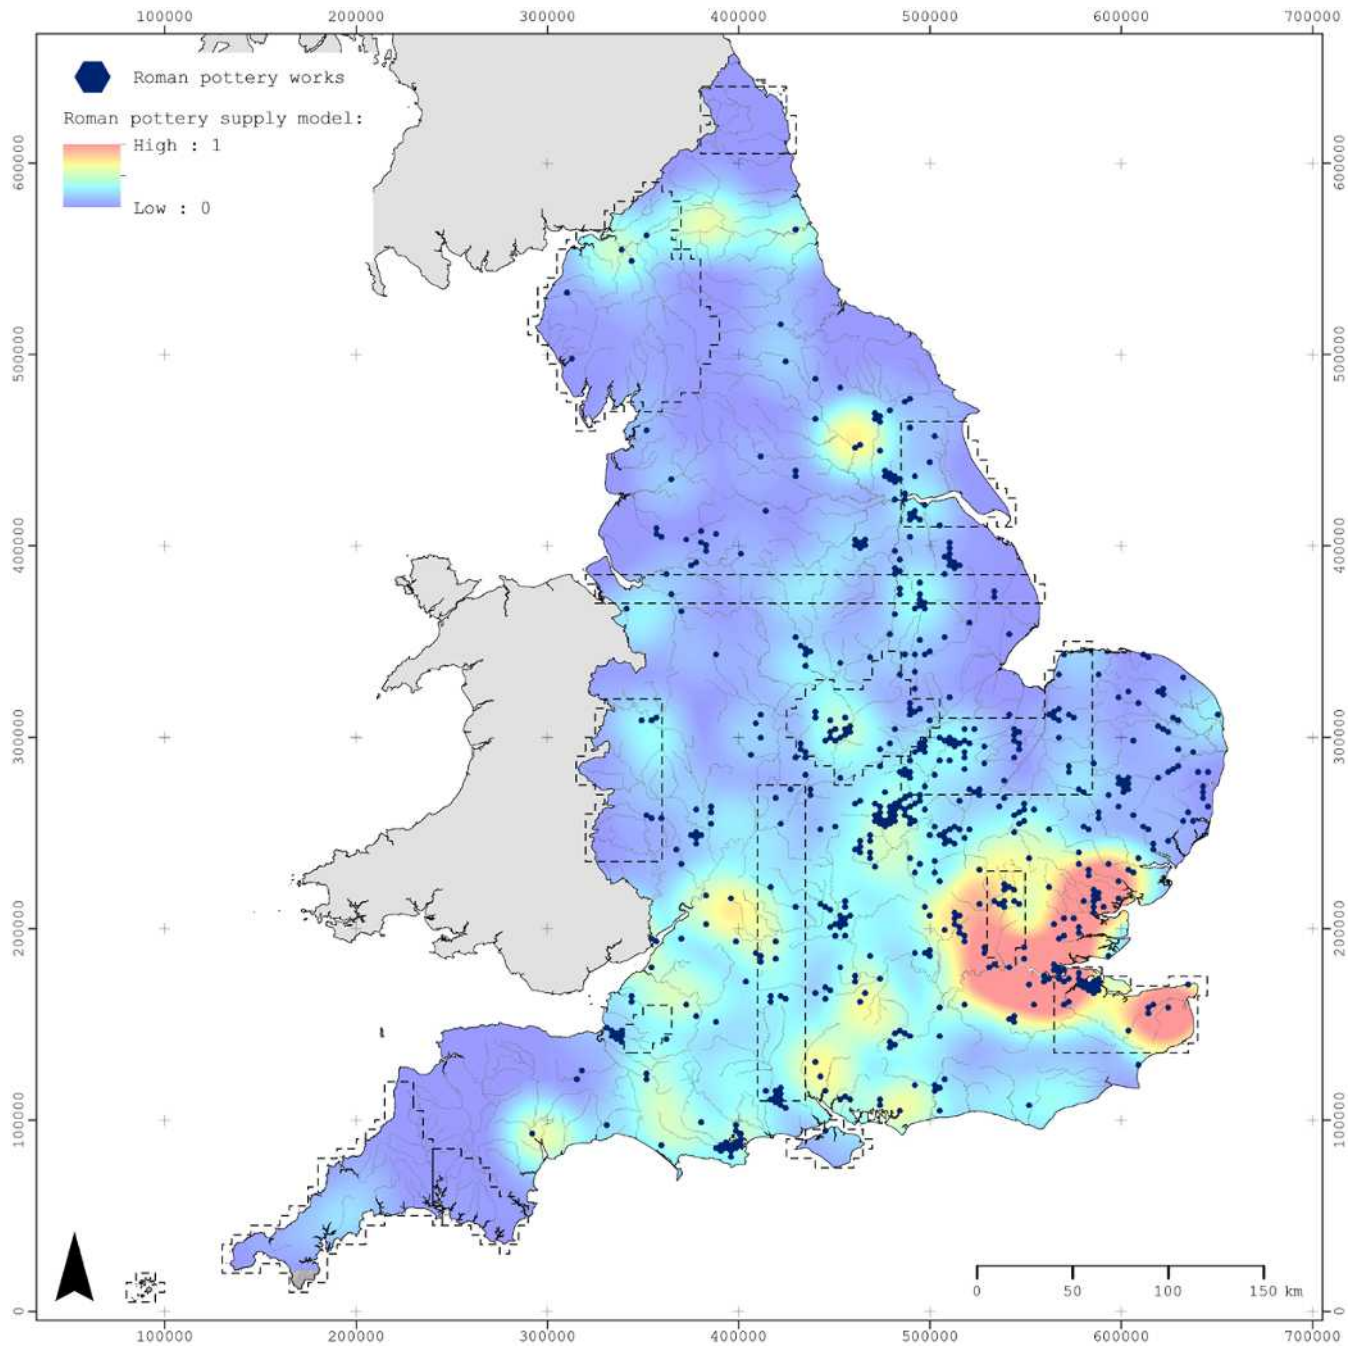 100000 200000 300000 400000 500000 600000 700000
Roman pottery works
Roman pottery supply model:
High : 1
Low : 0
600000 600000
500000 500000
400000 400000
300000 300000
200000 200000
100000 100000
0 50 100 150 km
0 0
100000 200000 300000 400000 500000 600000 700000